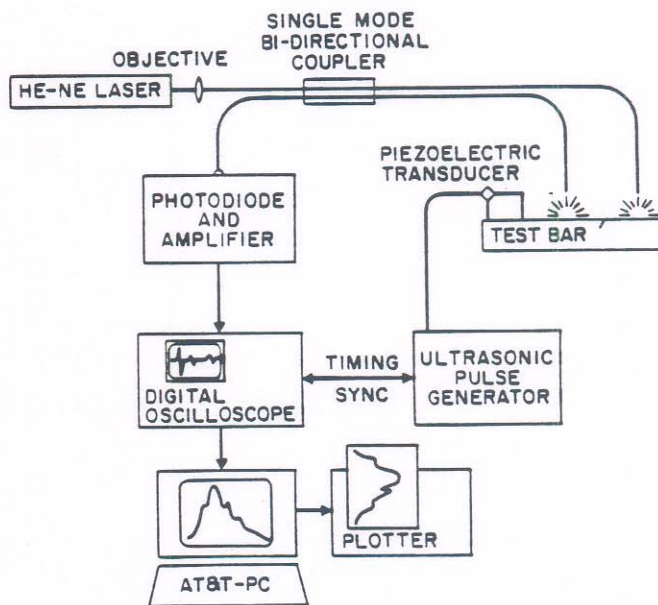 SINGLE MODE
BI-DIRECTIONAL
COUPLER
OBJECTIVE
HE-NE LASER
PIEZOELECTRIC
TRANSDUCER
PHOTODIODE
AND
AMPLIFIER
TEST BAR
TIMING
SYNC
ULTRASONIC
PULSE
GENERATOR
DIGITAL
OSCILLOSCOPE
PLOTTER
AT&T-PC